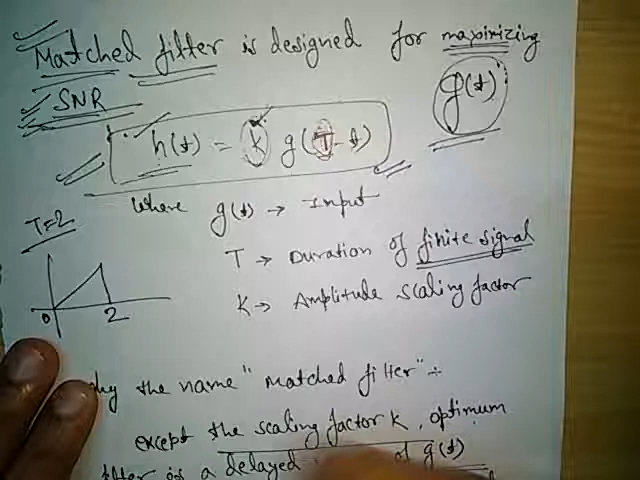 Matched filter is designed for maximizing
SNR
g(t)
h(t) = k g(T-t)
where g(t) → Input
T=2
T → Duration of finite signal
K → Amplitude scaling factor
0 2
why the name "matched filter" :-
except the scaling factor K, optimum
filter is a delayed of g(t)